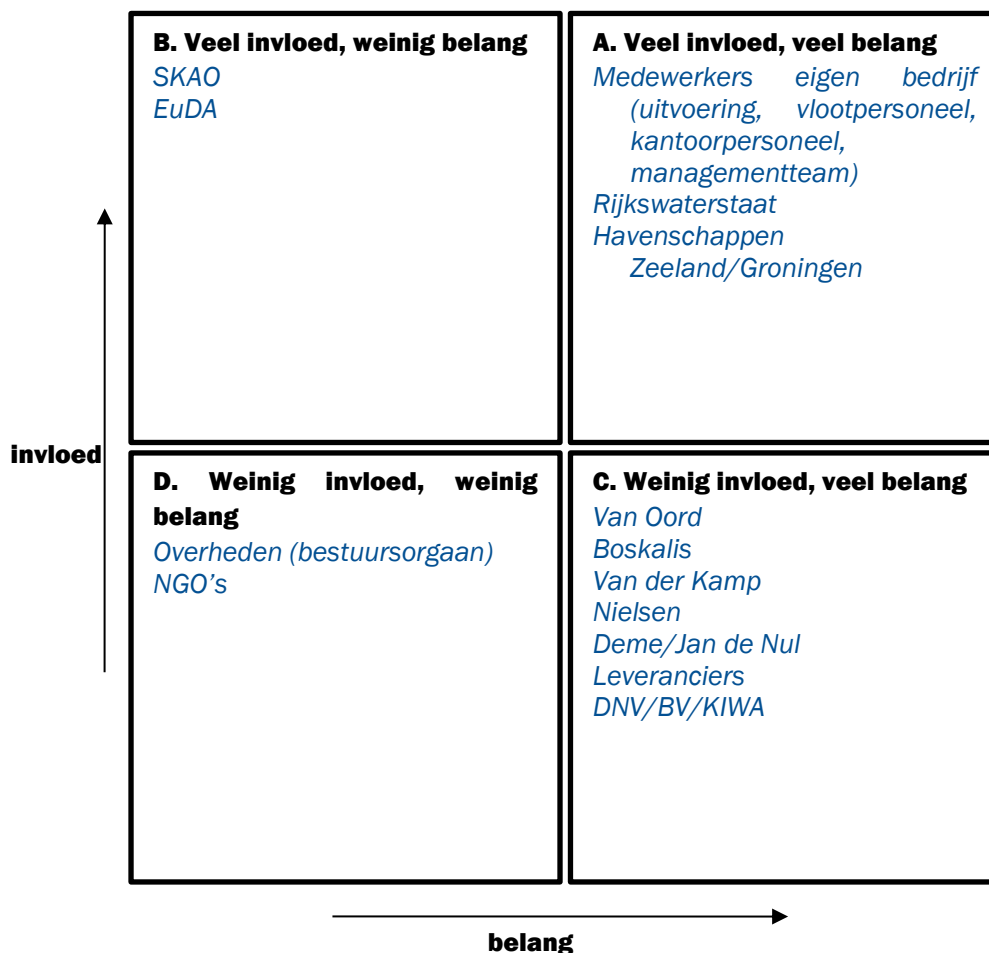 B. Veel invloed, weinig belang
SKAO
EuDA
A. Veel invloed, veel belang
Medewerkers eigen bedrijf
(uitvoering, vlootpersoneel,
kantoorpersoneel,
managementteam)
Rijkswaterstaat
Havenschappen
Zeeland/Groningen
invloed
D. Weinig invloed, weinig
belang
Overheden (bestuursorgaan)
NGO’s
C. Weinig invloed, veel belang
Van Oord
Boskalis
Van der Kamp
Nielsen
Deme/Jan de Nul
Leveranciers
DNV/BV/KIWA
belang